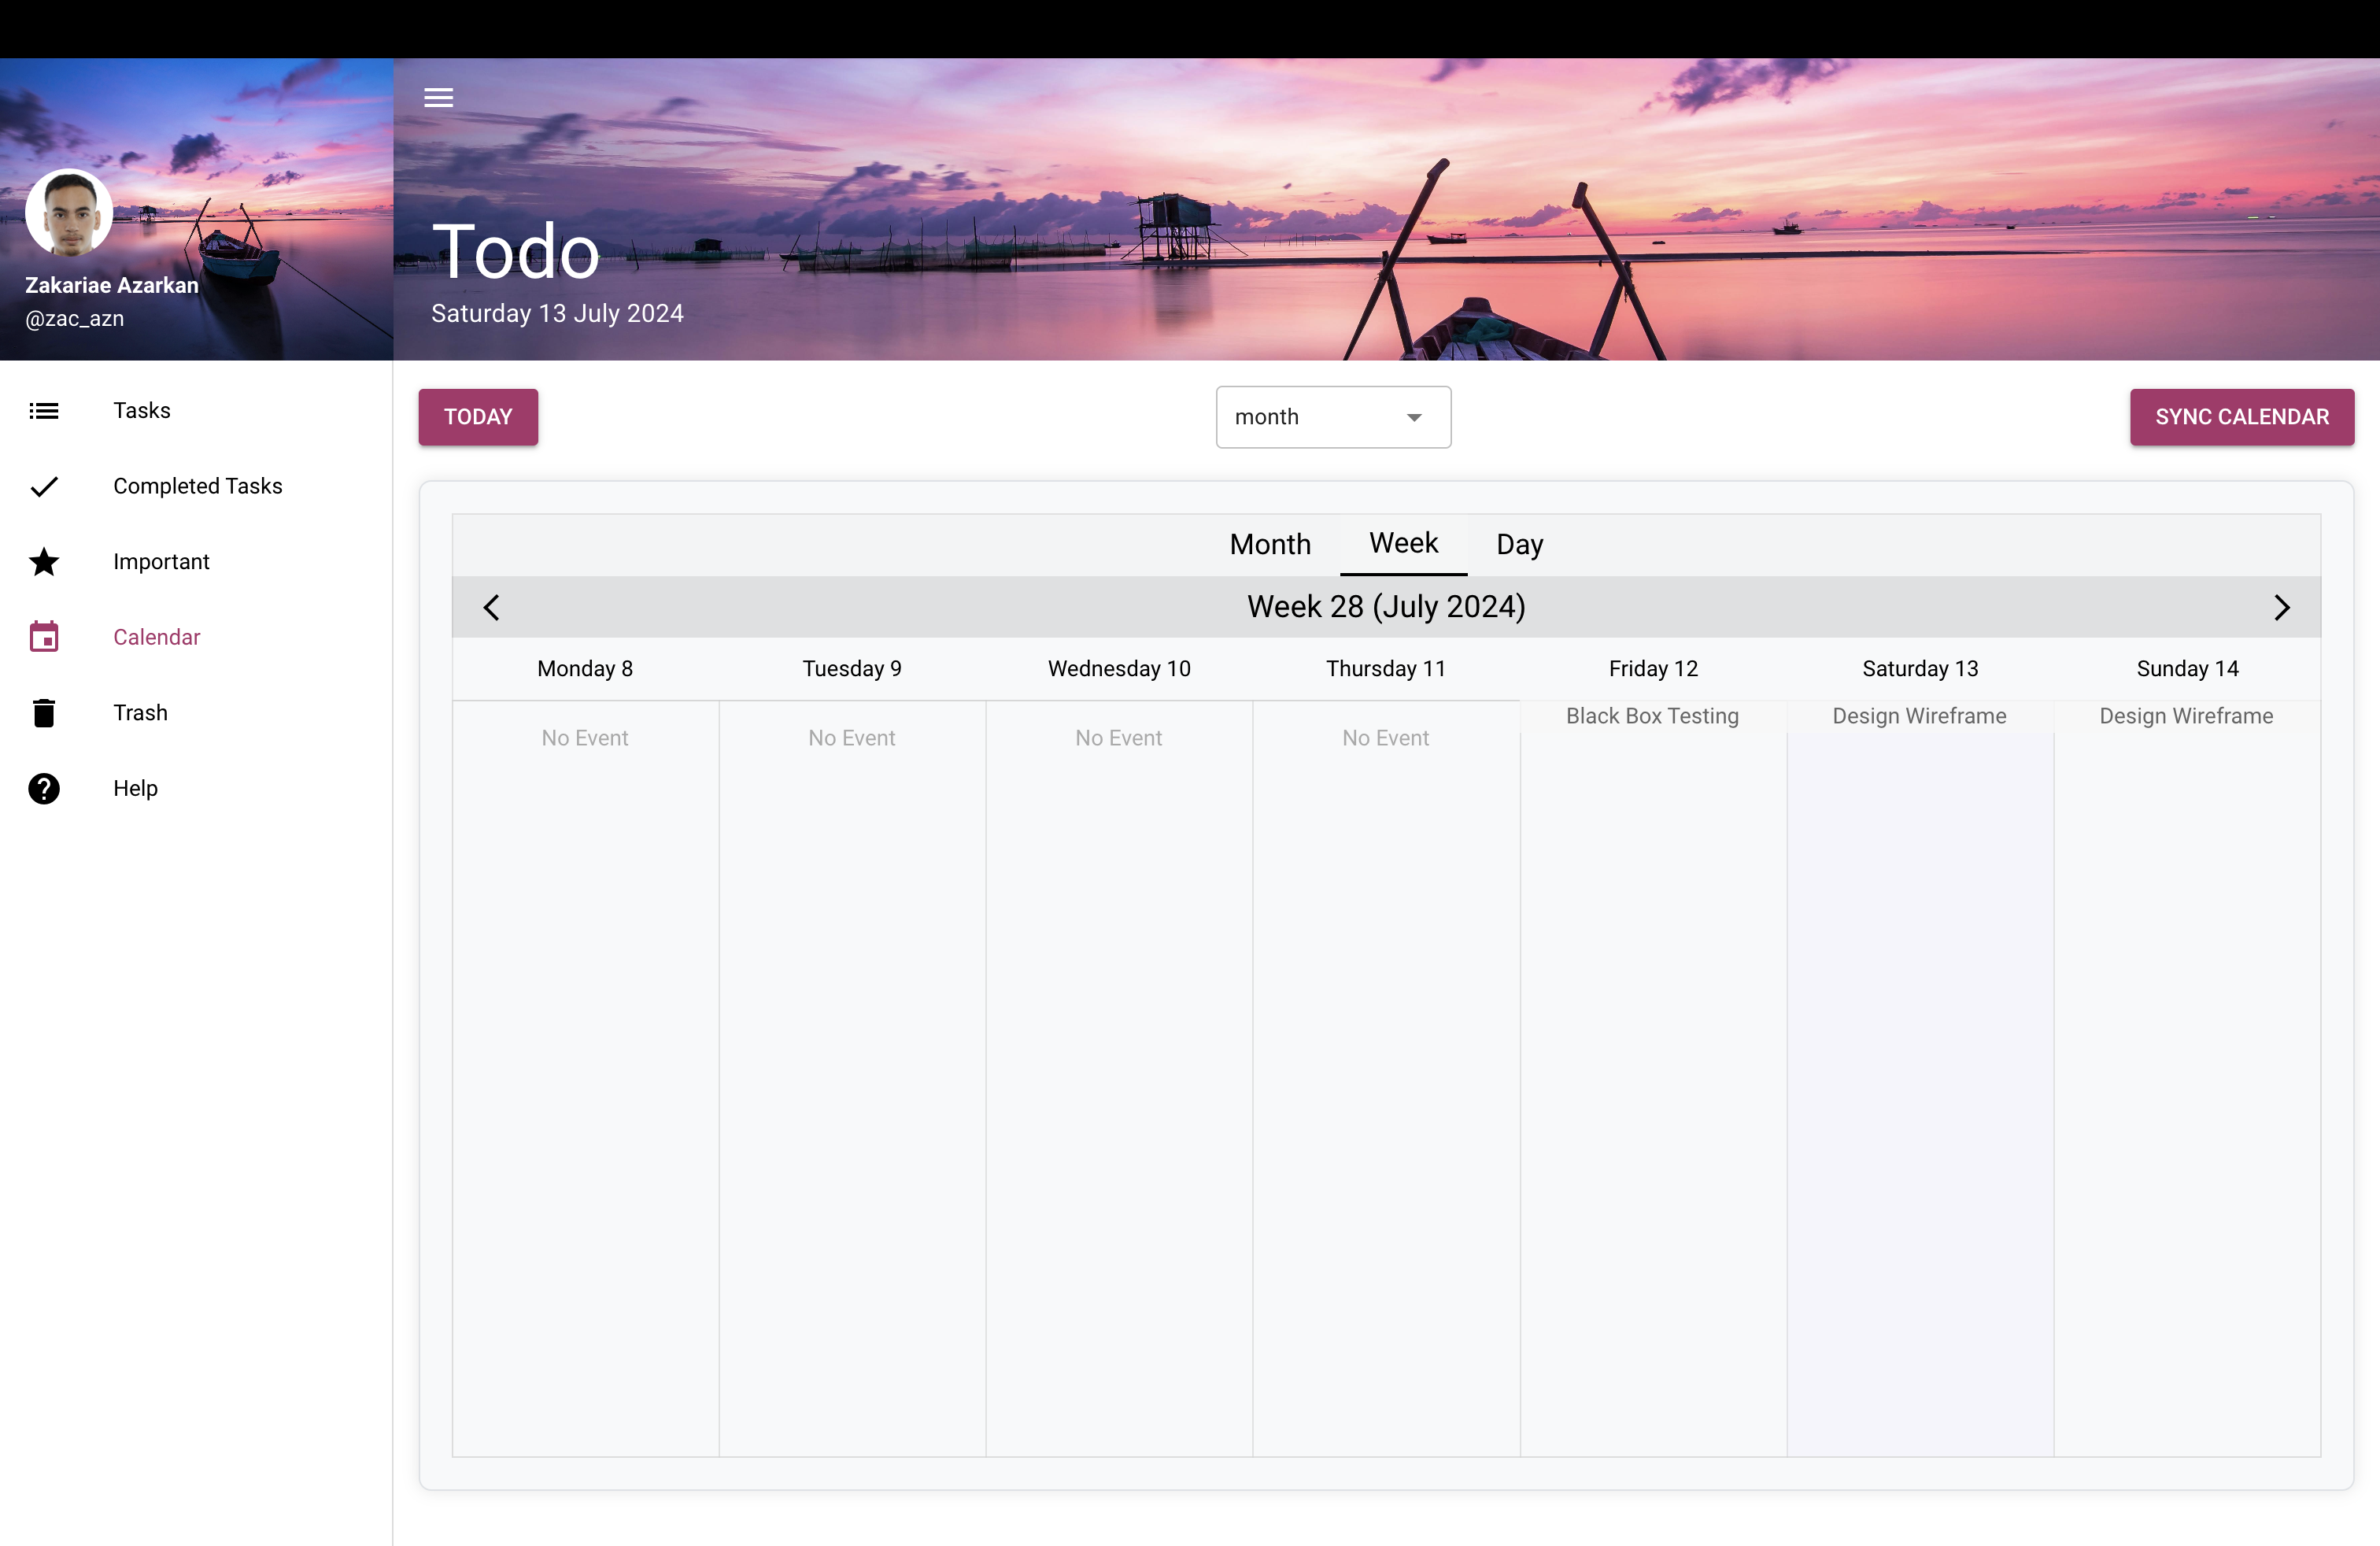 Todo
Saturday 13 July 2024
Zakariae Azarkan
@zac_azn
Tasks
Completed Tasks
Important
Calendar
Trash
Help
TODAY
month
SYNC CALENDAR
Month Week Day
Week 28 (July 2024)
Monday 8 Tuesday 9 Wednesday 10 Thursday 11 Friday 12 Saturday 13 Sunday 14
No Event No Event No Event No Event Black Box Testing Design Wireframe Design Wireframe